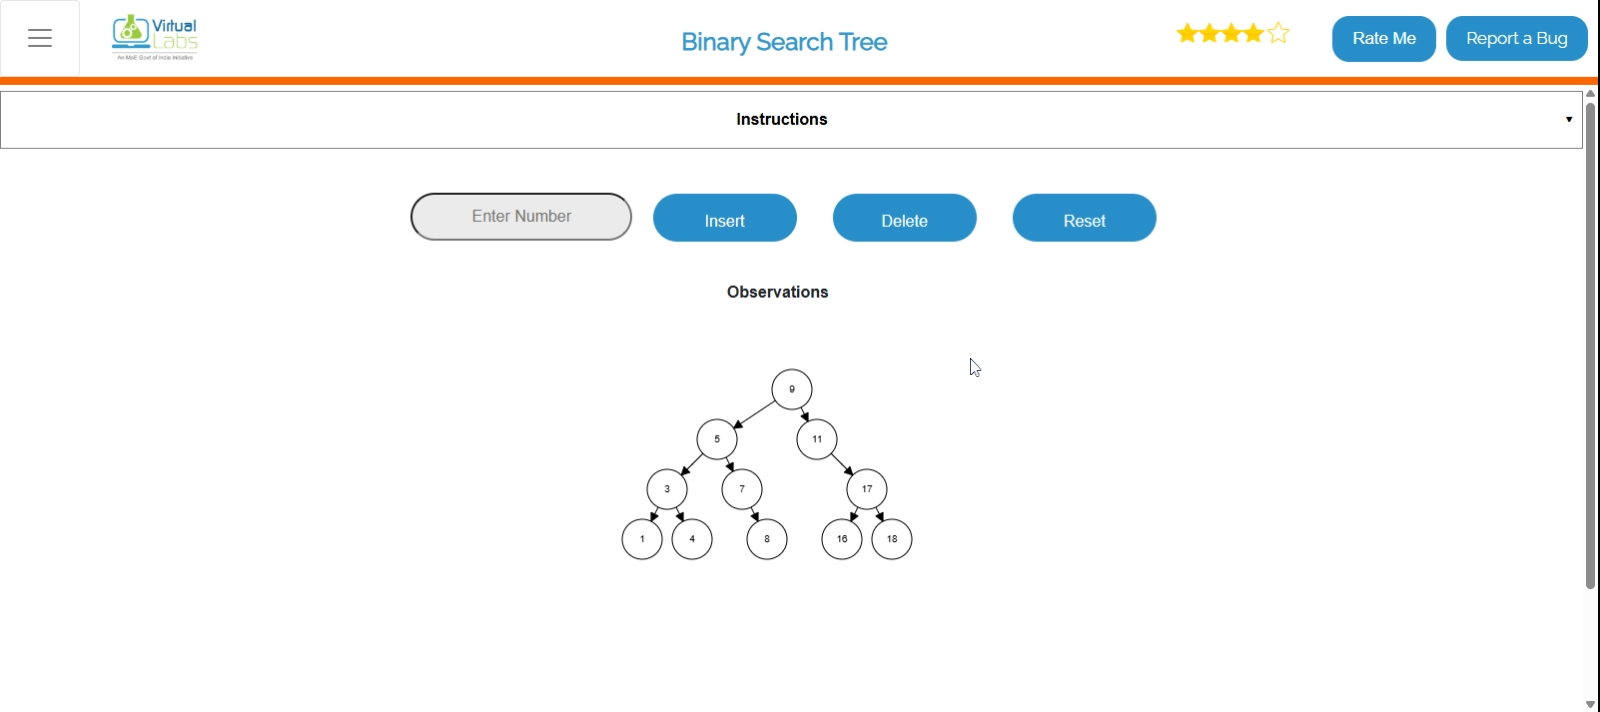 Virtual
Labs
An MoE Govt of India Initiative
Binary Search Tree
Rate Me
Report a Bug
Instructions
Enter Number
Insert
Delete
Reset
Observations
9
5
11
3
7
17
1
4
8
16
18